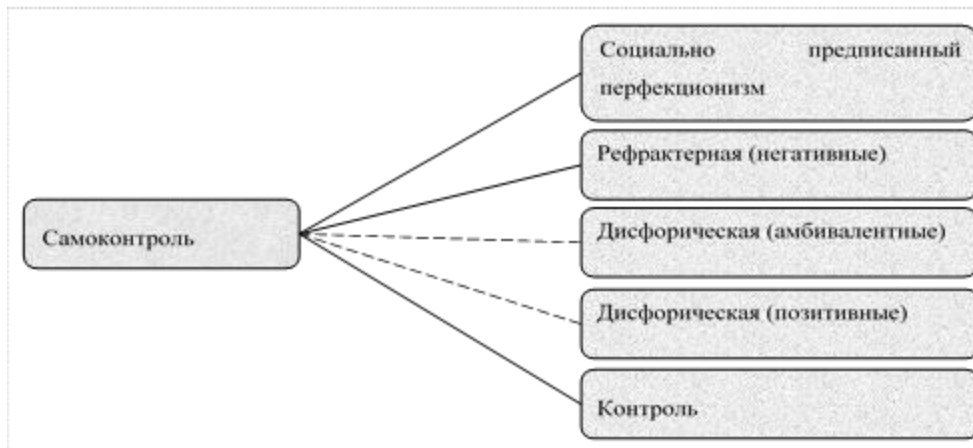 Социально предписанный
перфекционизм
Рефрактерная (негативные)
Самоконтроль
Дисфорическая (амбивалентные)
Дисфорическая (позитивные)
Контроль